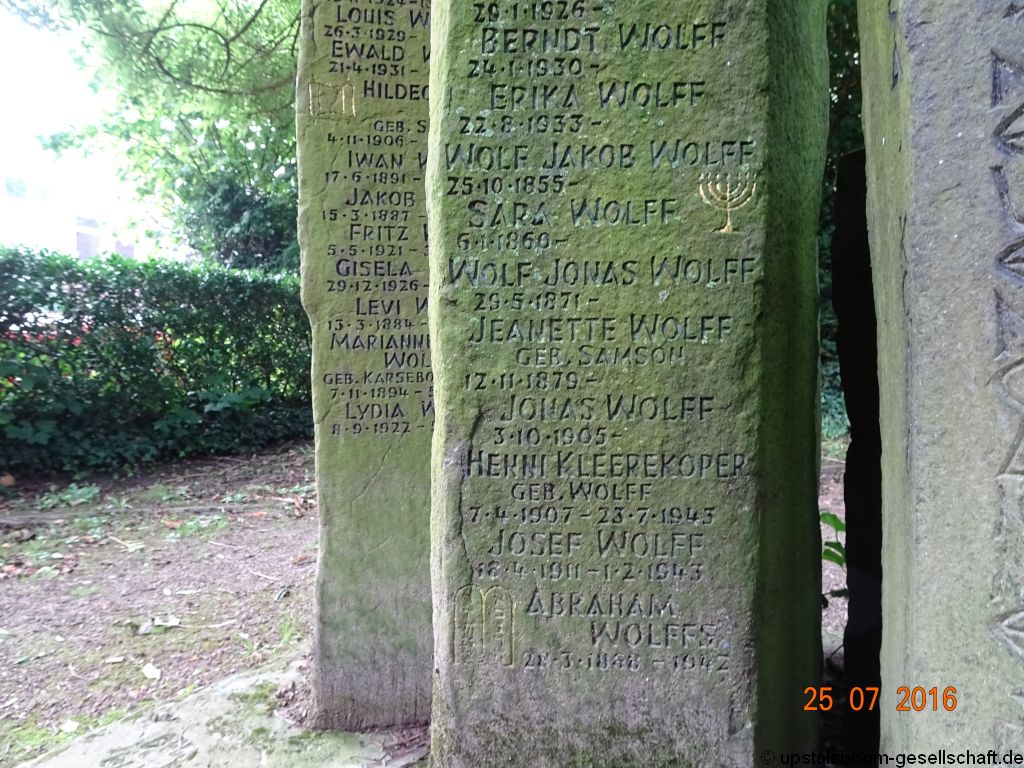 LOUIS W
26·3·1929-
EWALD W
21·4·1931-
HILDEG
GEB. S
4·11·1906-
IWAN W
17·6·1891-
JAKOB
15·3·1887-
FRITZ W
5·5·1921-
GISELA
29·12·1926-
LEVI W
13·3·1884-
MARIANNE
WOL
GEB. KARSEBO
7·11·1894-
LYDIA W
8·9·1922-
29·1·1926-
BERNDT WOLFF
24·1·1930-
ERIKA WOLFF
22·8·1933-
WOLF JAKOB WOLFF
25·10·1855-
SARA WOLFF
6·1·1860-
WOLF JONAS WOLFF
29·5·1871-
JEANETTE WOLFF
GEB. SAMSON
12·11·1879-
JONAS WOLFF
3·10·1905-
HENNI KLEEREKOPER
GEB. WOLFF
7·4·1907-23·7·1943
JOSEF WOLFF
18·4·1911-1·2·1943
ABRAHAM
WOLFFS
28·3·1868-1942
25 07 2016
© upstalsboom-gesellschaft.de